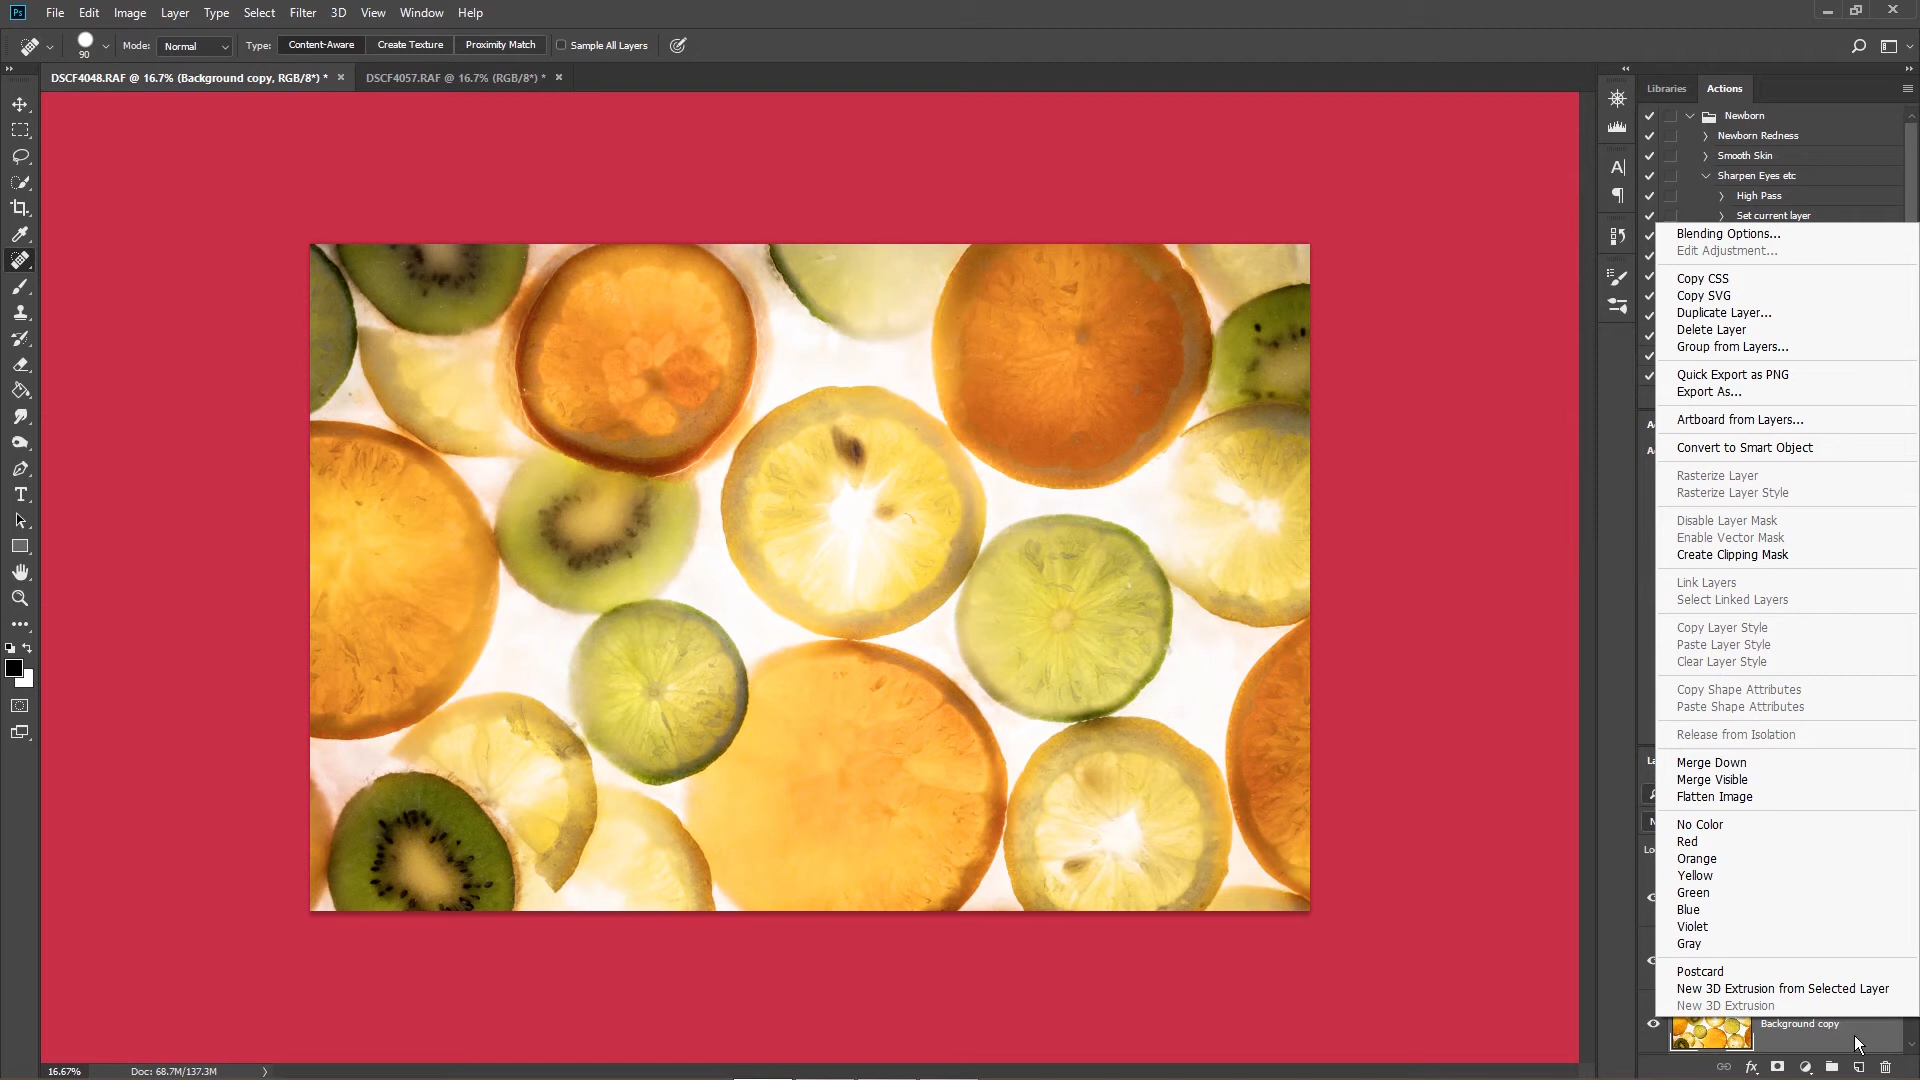 Ps File Edit Image Layer Type Select Filter 3D View Window Help
90 Mode: Normal Type: Content-Aware Create Texture Proximity Match Sample All Layers
DSCF4048.RAF @ 16.7% (Background copy, RGB/8*) * × DSCF4057.RAF @ 16.7% (RGB/8*) * ×
Libraries Actions
Newborn
Newborn Redness
Smooth Skin
Sharpen Eyes etc
High Pass
Set current layer
Blending Options...
Edit Adjustment...
Copy CSS
Copy SVG
Duplicate Layer...
Delete Layer
Group from Layers...
Quick Export as PNG
Export As...
Artboard from Layers...
Convert to Smart Object
Rasterize Layer
Rasterize Layer Style
Disable Layer Mask
Enable Vector Mask
Create Clipping Mask
Link Layers
Select Linked Layers
Copy Layer Style
Paste Layer Style
Clear Layer Style
Copy Shape Attributes
Paste Shape Attributes
Release from Isolation
Merge Down
Merge Visible
Flatten Image
No Color
Red
Orange
Yellow
Green
Blue
Violet
Gray
Postcard
New 3D Extrusion from Selected Layer
New 3D Extrusion
Background copy
16.67% Doc: 68.7M/137.3M